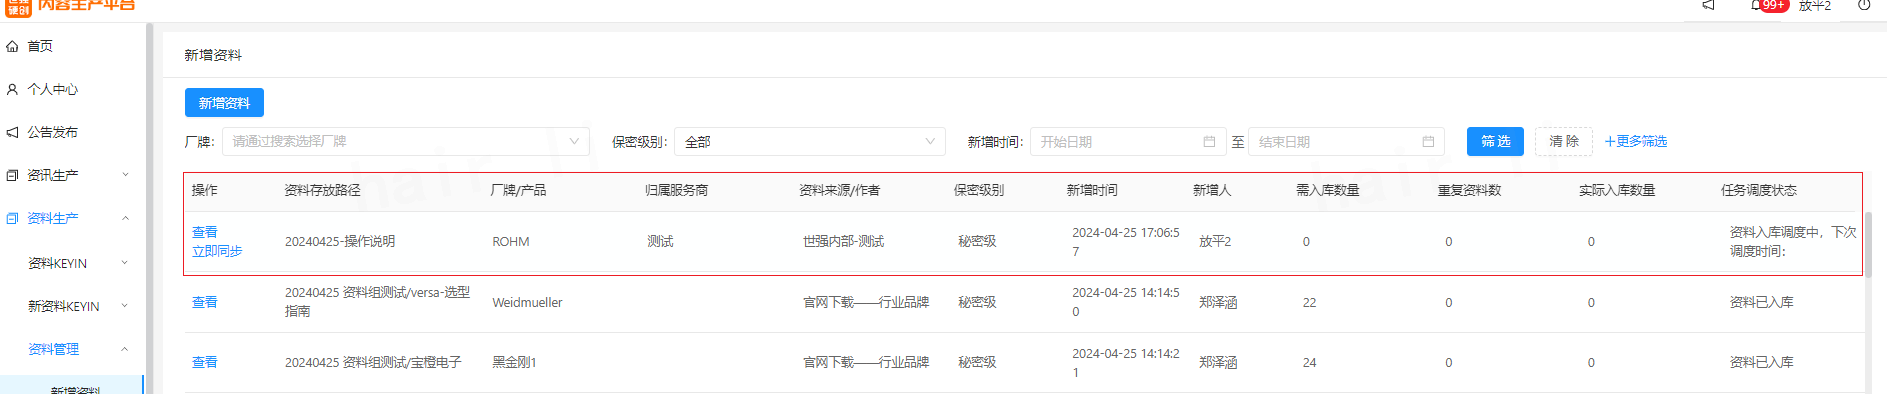 内容生产平台
99+
放平2
首页
个人中心
公告发布
资讯生产
资料生产
资料KEYIN
新资料KEYIN
资料管理
新增资料
新增资料
新增资料
厂牌: 请通过搜索选择厂牌 保密级别: 全部 新增时间: 开始日期 至 结束日期 筛 选 清 除 +更多筛选
操作 资料存放路径 厂牌/产品 归属服务商 资料来源/作者 保密级别 新增时间 新增人 需入库数量 重复资料数 实际入库数量 任务调度状态
查看
立即同步
20240425-操作说明 ROHM 测试 世强内部-测试 秘密级
2024-04-25 17:06:5
7
放平2 0 0 0
资料入库调度中，下次
调度时间:
查看
20240425 资料组测试/versa-选型
指南
Weidmueller 官网下载——行业品牌 秘密级
2024-04-25 14:14:5
0
郑泽涵 22 0 0 资料已入库
查看 20240425 资料组测试/宝橙电子 黑金刚1 官网下载——行业品牌 秘密级
2024-04-25 14:14:2
1
郑泽涵 24 0 0 资料已入库